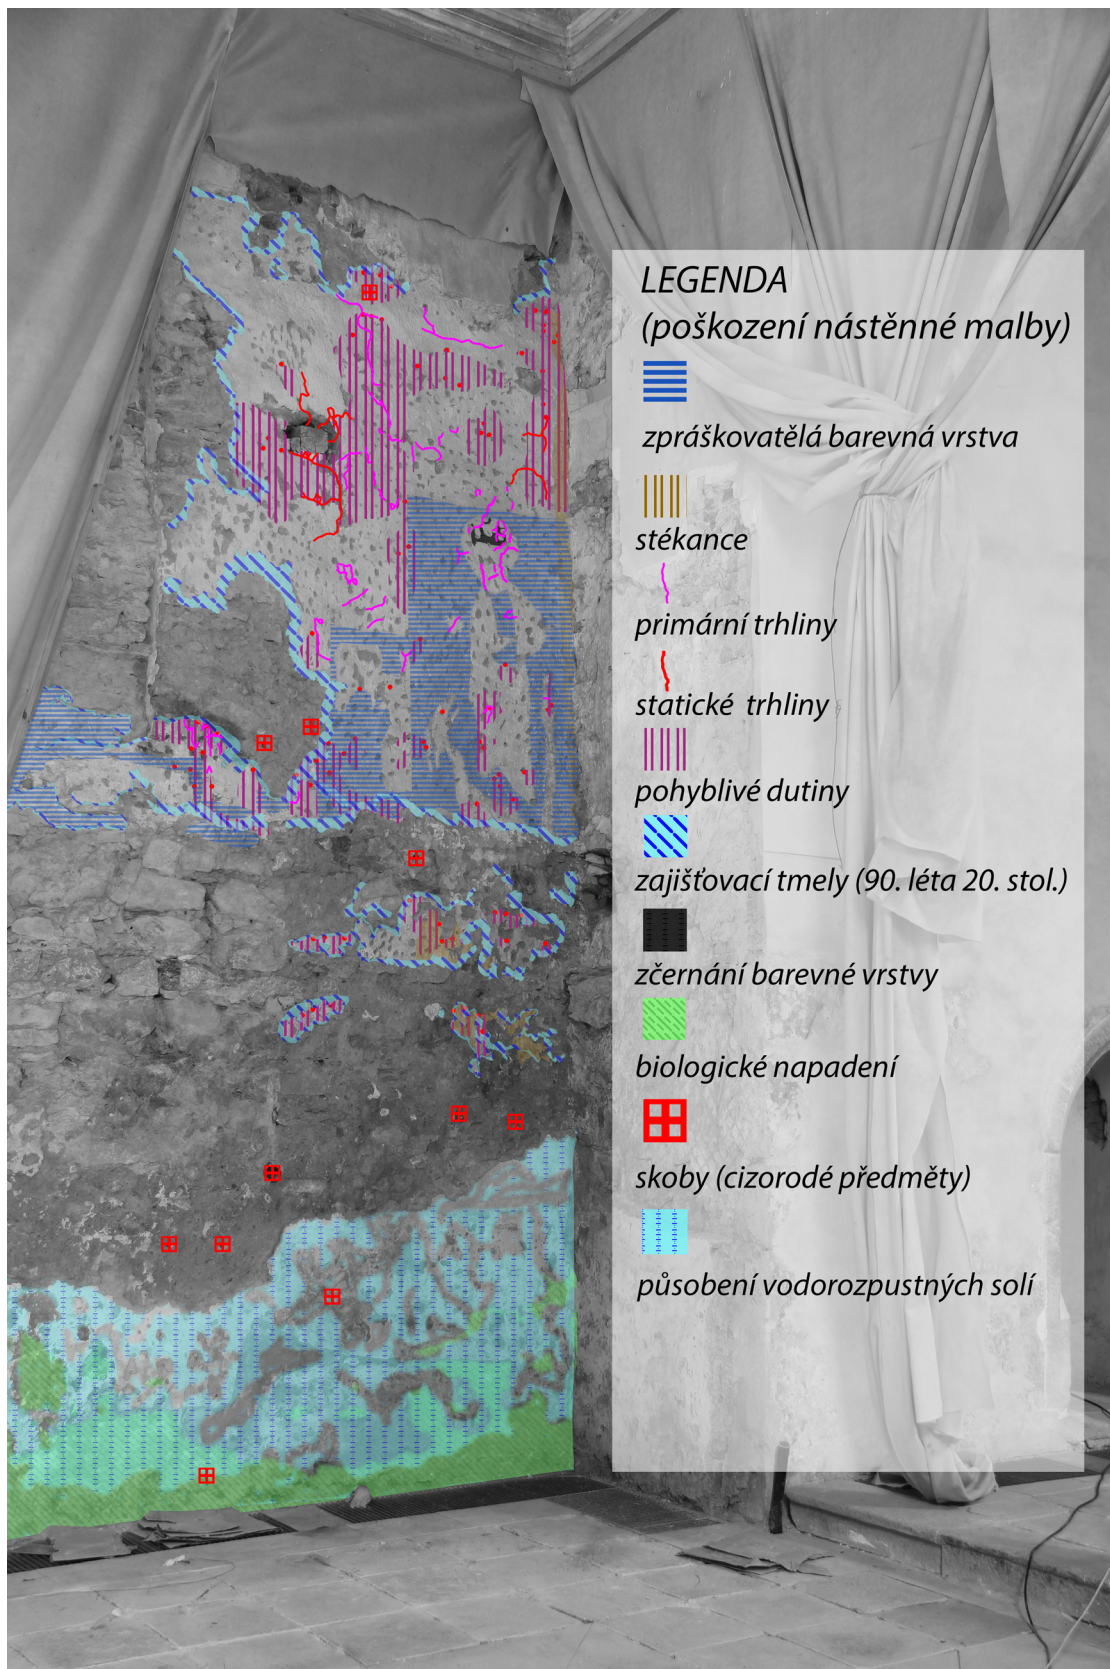 LEGENDA
(poškození nástěnné malby)
zpráškovatělá barevná vrstva
stékance
primární trhliny
statické trhliny
pohyblivé dutiny
zajišťovací tmely (90. léta 20. stol.)
zčernání barevné vrstvy
biologické napadení
skoby (cizorodé předměty)
působení vodorozpustných solí